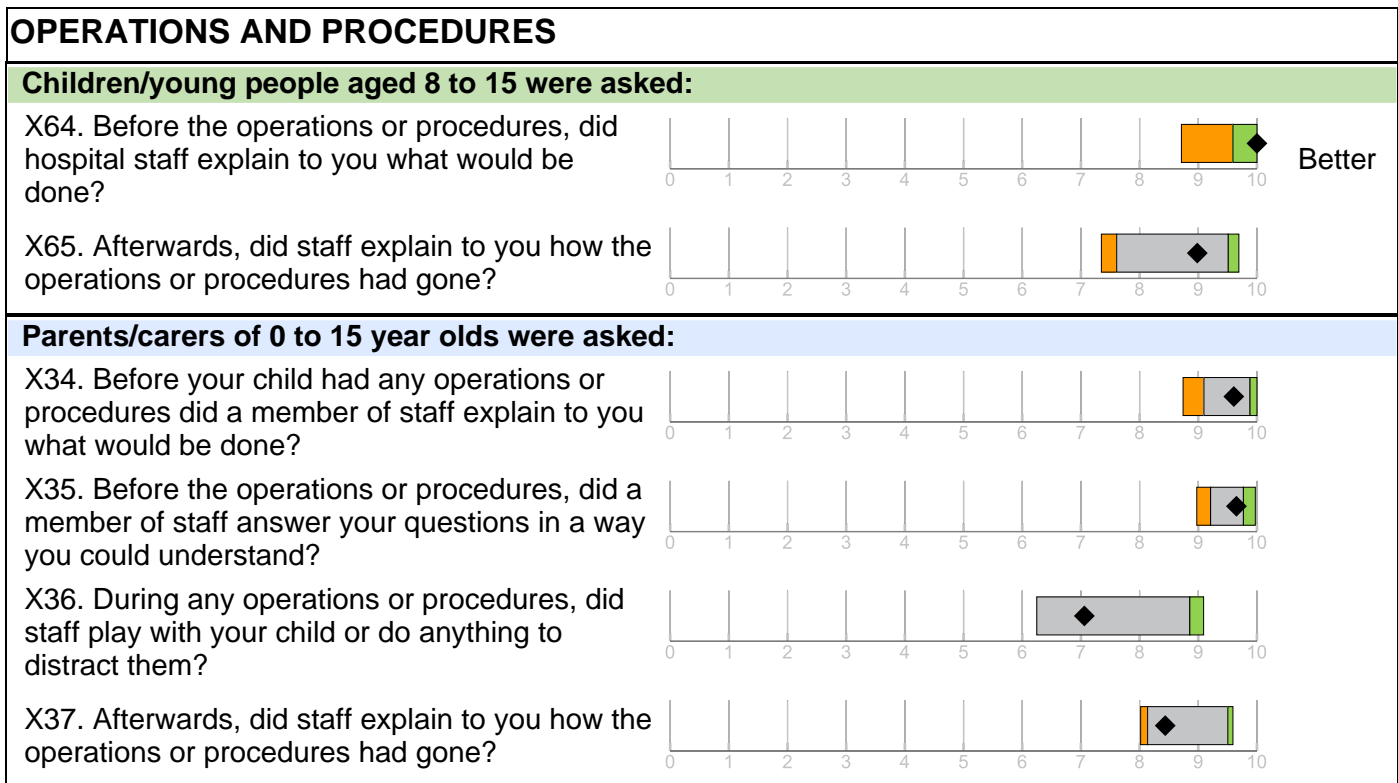 OPERATIONS AND PROCEDURES
Children/young people aged 8 to 15 were asked:
X64. Before the operations or procedures, did
hospital staff explain to you what would be
done?
0 1 2 3 4 5 6 7 8 9 10
Better
X65. Afterwards, did staff explain to you how the
operations or procedures had gone?
0 1 2 3 4 5 6 7 8 9 10
Parents/carers of 0 to 15 year olds were asked:
X34. Before your child had any operations or
procedures did a member of staff explain to you
what would be done?
0 1 2 3 4 5 6 7 8 9 10
X35. Before the operations or procedures, did a
member of staff answer your questions in a way
you could understand?
0 1 2 3 4 5 6 7 8 9 10
X36. During any operations or procedures, did
staff play with your child or do anything to
distract them?
0 1 2 3 4 5 6 7 8 9 10
X37. Afterwards, did staff explain to you how the
operations or procedures had gone?
0 1 2 3 4 5 6 7 8 9 10